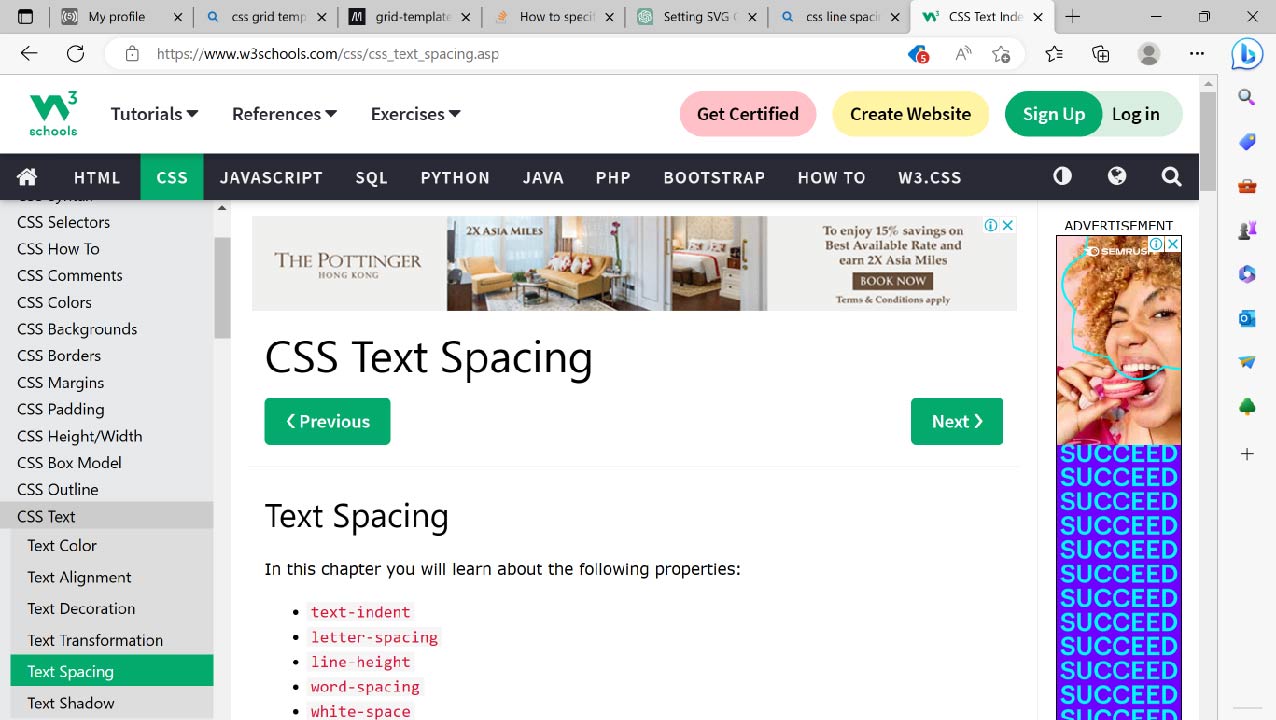 My profile
css grid temp
grid-template
How to specif
Setting SVG C
css line spacin
CSS Text Inde
https://www.w3schools.com/css/css_text_spacing.asp
5
w3
schools
Tutorials
References
Exercises
Get Certified
Create Website
Sign Up
Log in
HTML
CSS
JAVASCRIPT
SQL
PYTHON
JAVA
PHP
BOOTSTRAP
HOW TO
W3.CSS
CSS Selectors
CSS How To
CSS Comments
CSS Colors
CSS Backgrounds
CSS Borders
CSS Margins
CSS Padding
CSS Height/Width
CSS Box Model
CSS Outline
CSS Text
Text Color
Text Alignment
Text Decoration
Text Transformation
Text Spacing
Text Shadow
THE POTTINGER
HONG KONG
2X ASIA MILES
To enjoy 15% savings on
Best Available Rate and
earn 2X Asia Miles
BOOK NOW
Terms & Conditions apply
CSS Text Spacing
❮ Previous
Next ❯
Text Spacing
In this chapter you will learn about the following properties:
• text-indent
• letter-spacing
• line-height
• word-spacing
• white-space
ADVERTISEMENT
SEMRUSH
SUCCEED
SUCCEED
SUCCEED
SUCCEED
SUCCEED
SUCCEED
SUCCEED
SUCCEED
SUCCEED
SUCCEED
SUCCEED